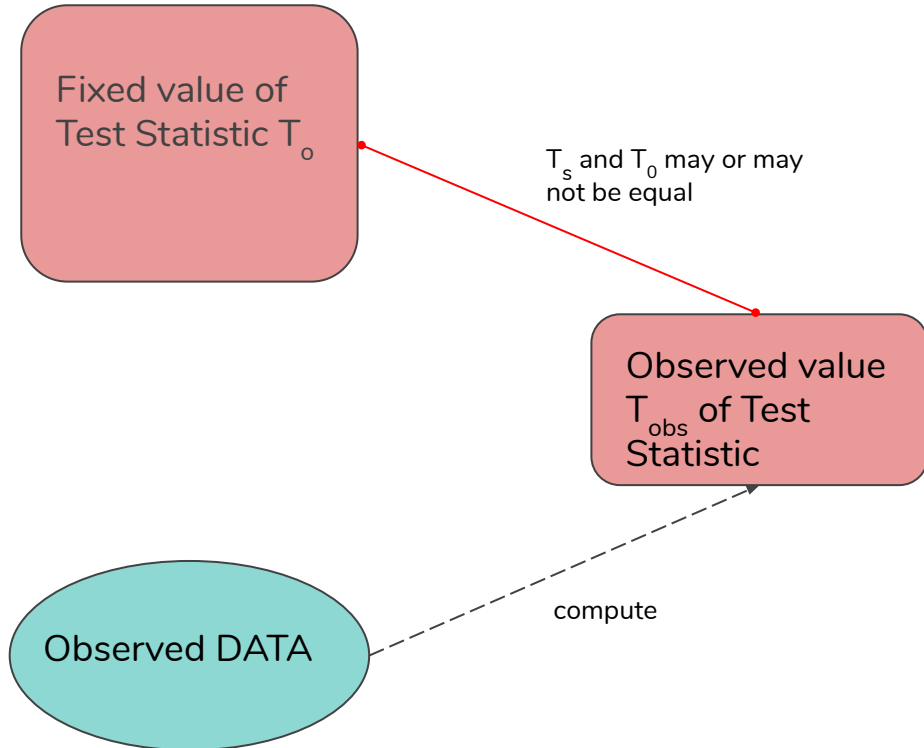 Fixed value of
Test Statistic Tₒ
Tₛ and T₀ may or may
not be equal
Observed value
T_obs of Test
Statistic
compute
Observed DATA